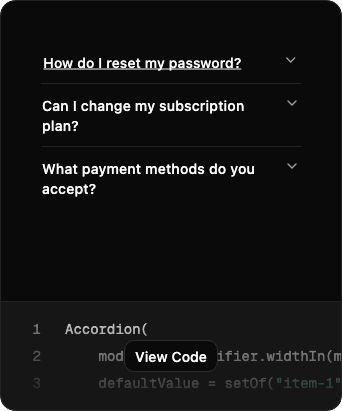 How do I reset my password?
Can I change my subscription
plan?
What payment methods do you
accept?
1 Accordion(
2 mod ifier.widthIn(m
View Code
3 defaultValue = setOf("item-1"